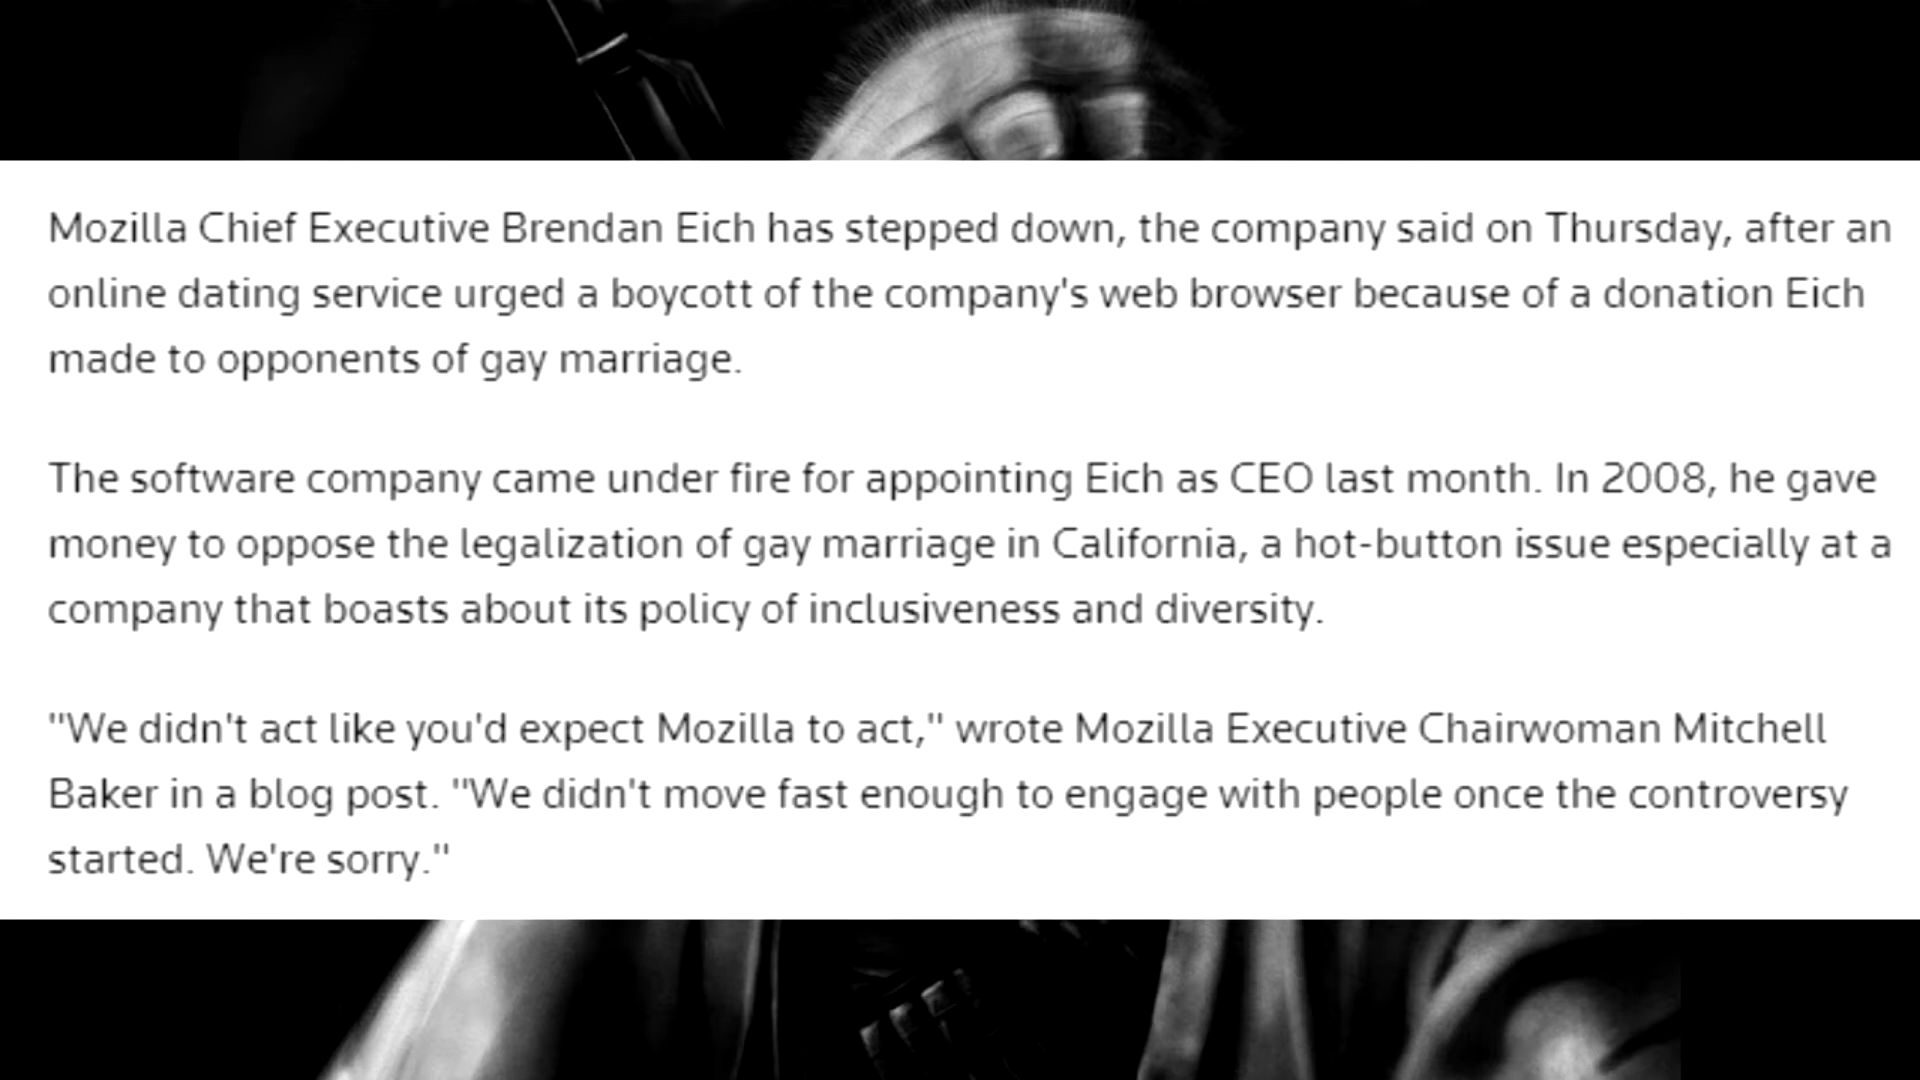 Mozilla Chief Executive Brendan Eich has stepped down, the company said on Thursday, after an
online dating service urged a boycott of the company's web browser because of a donation Eich
made to opponents of gay marriage.
The software company came under fire for appointing Eich as CEO last month. In 2008, he gave
money to oppose the legalization of gay marriage in California, a hot-button issue especially at a
company that boasts about its policy of inclusiveness and diversity.
"We didn't act like you'd expect Mozilla to act," wrote Mozilla Executive Chairwoman Mitchell
Baker in a blog post. "We didn't move fast enough to engage with people once the controversy
started. We're sorry."